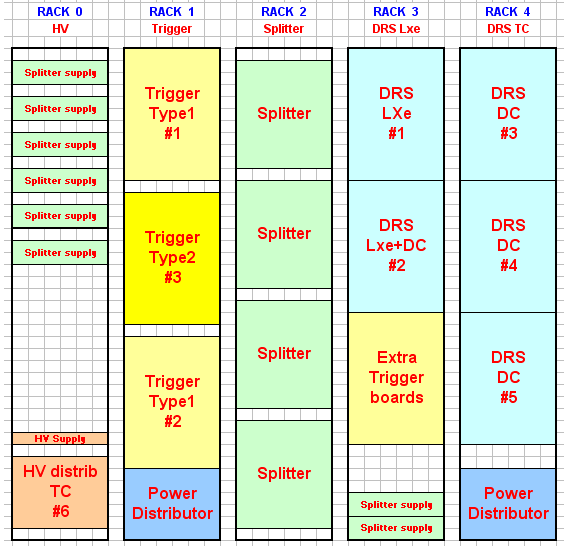 RACK 0
HV
Splitter supply
Splitter supply
Splitter supply
Splitter supply
Splitter supply
Splitter supply
HV Supply
HV distrib
TC
#6
RACK 1
Trigger
Trigger
Type1
#1
Trigger
Type2
#3
Trigger
Type1
#2
Power
Distributor
RACK 2
Splitter
Splitter
Splitter
Splitter
Splitter
RACK 3
DRS Lxe
DRS
LXe
#1
DRS
Lxe+DC
#2
Extra
Trigger
boards
Splitter supply
Splitter supply
RACK 4
DRS TC
DRS
DC
#3
DRS
DC
#4
DRS
DC
#5
Power
Distributor